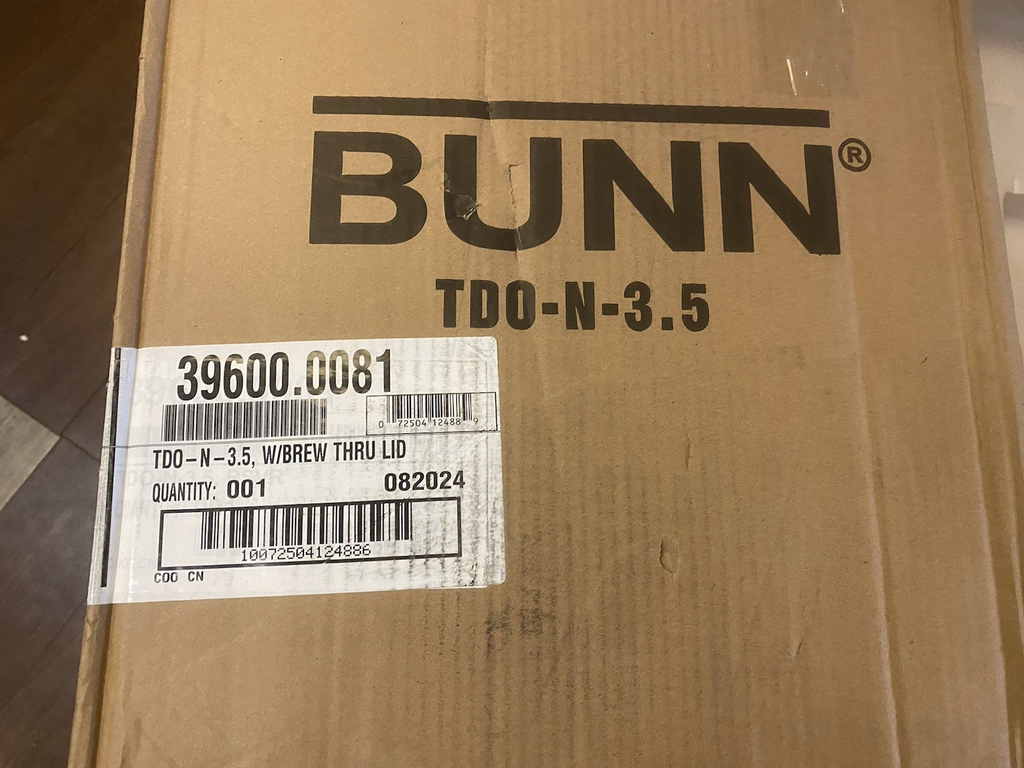 BUNN®
TDO-N-3.5
39600.0081
0 72504 12488 9
TDO-N-3.5, W/BREW THRU LID
QUANTITY: 001 082024
10072504124886
COO CN